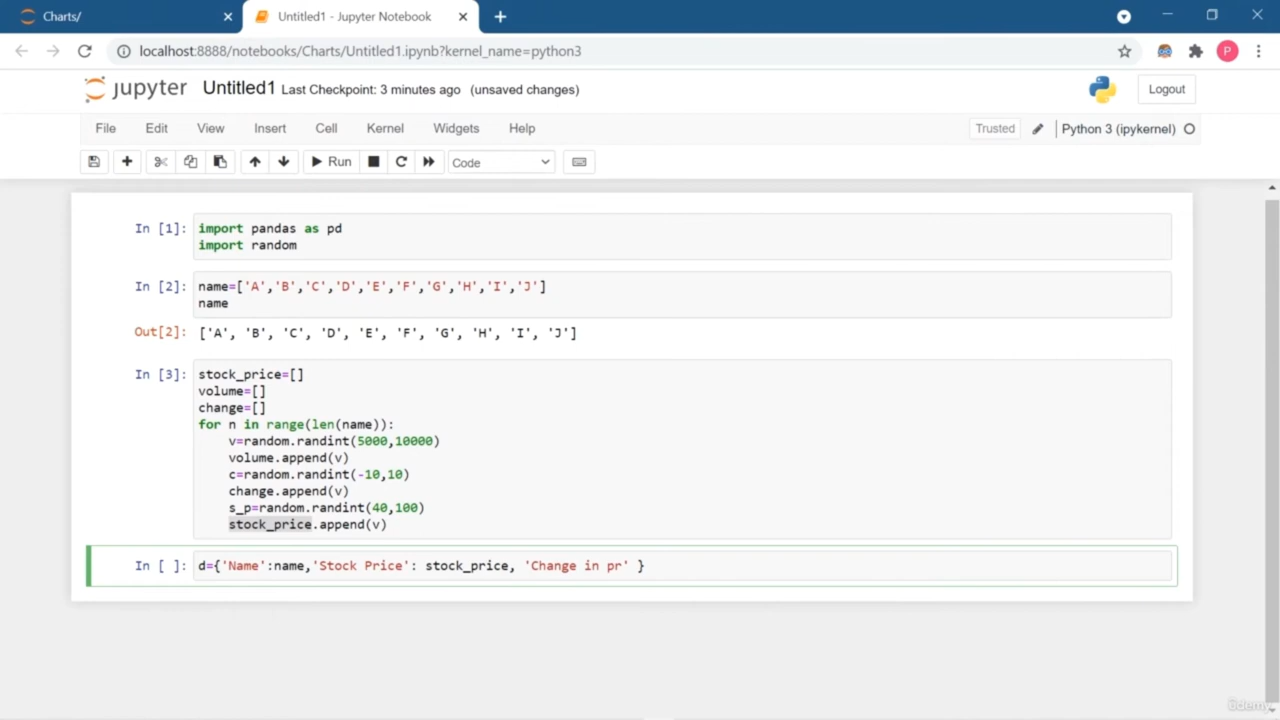 Charts/
Untitled1 - Jupyter Notebook
localhost:8888/notebooks/Charts/Untitled1.ipynb?kernel_name=python3
P
jupyter Untitled1 Last Checkpoint: 3 minutes ago (unsaved changes)
Logout
File Edit View Insert Cell Kernel Widgets Help
Trusted
Python 3 (ipykernel)
Run
Code
In [1]: import pandas as pd
import random
In [2]: name=['A','B','C','D','E','F','G','H','I','J']
name
Out[2]: ['A', 'B', 'C', 'D', 'E', 'F', 'G', 'H', 'I', 'J']
In [3]: stock_price=[]
volume=[]
change=[]
for n in range(len(name)):
    v=random.randint(5000,10000)
    volume.append(v)
    c=random.randint(-10,10)
    change.append(v)
    s_p=random.randint(40,100)
    stock_price.append(v)
In [ ]: d={'Name':name,'Stock Price': stock_price, 'Change in pr' }
ûdemy